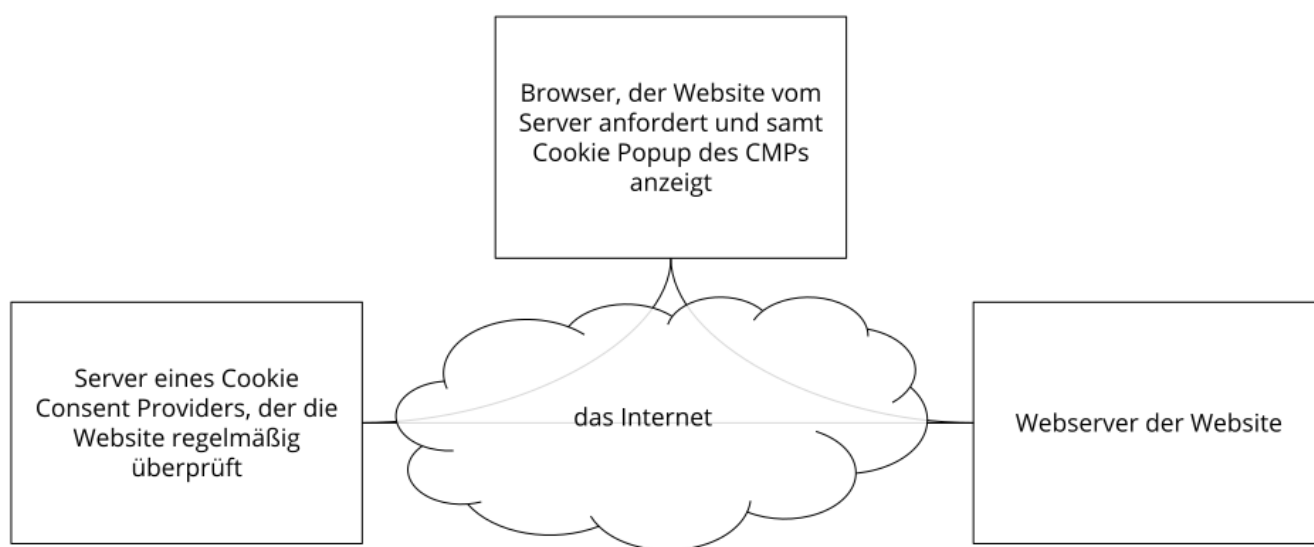 Browser, der Website vom
Server anfordert und samt
Cookie Popup des CMPs
anzeigt
Server eines Cookie
Consent Providers, der die
Website regelmäßig
überprüft
das Internet
Webserver der Website